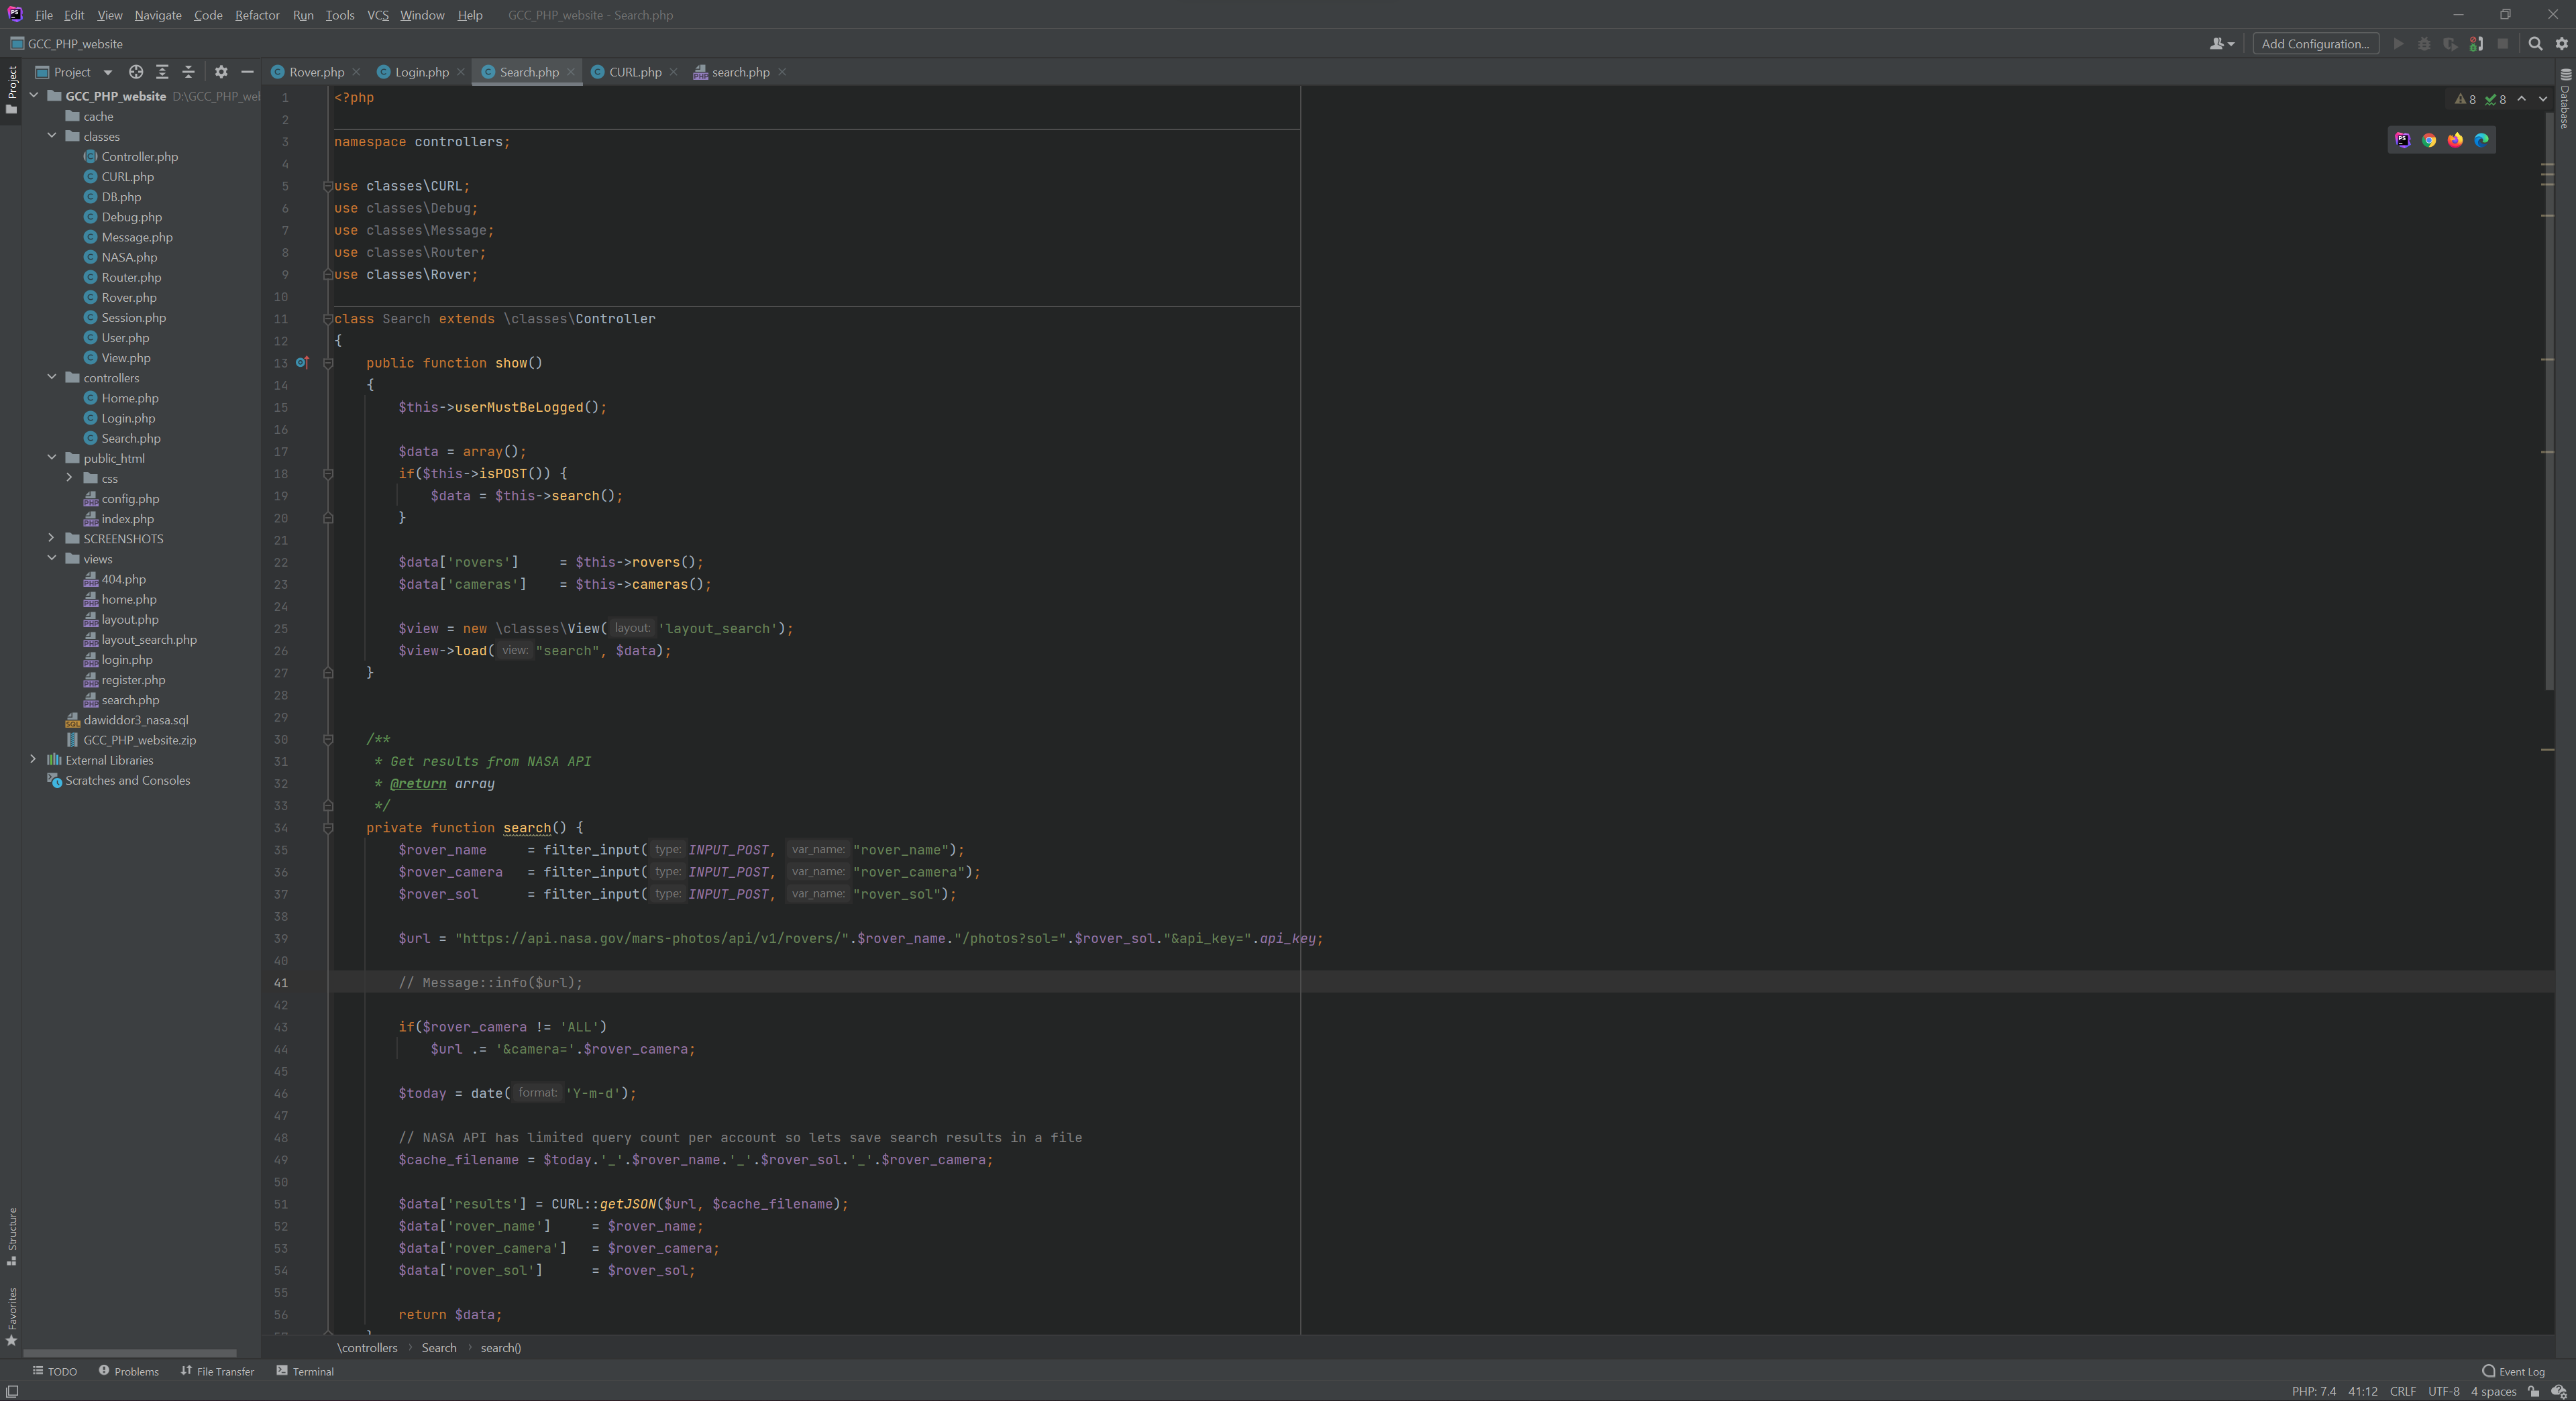 File Edit View Navigate Code Refactor Run Tools VCS Window Help GCC_PHP_website - Search.php
GCC_PHP_website
Add Configuration...
Project
Rover.php
Login.php
Search.php
CURL.php
search.php
Project
Structure
Favorites
Database
GCC_PHP_website D:\GCC_PHP_wel
cache
classes
Controller.php
CURL.php
DB.php
Debug.php
Message.php
NASA.php
Router.php
Rover.php
Session.php
User.php
View.php
controllers
Home.php
Login.php
Search.php
public_html
css
config.php
index.php
SCREENSHOTS
views
404.php
home.php
layout.php
layout_search.php
login.php
register.php
search.php
dawiddor3_nasa.sql
GCC_PHP_website.zip
External Libraries
Scratches and Consoles
8 8
1 <?php
2
3 namespace controllers;
4
5 use classes\CURL;
6 use classes\Debug;
7 use classes\Message;
8 use classes\Router;
9 use classes\Rover;
10
11 class Search extends \classes\Controller
12 {
13 public function show()
14 {
15 $this->userMustBeLogged();
16
17 $data = array();
18 if($this->isPOST()) {
19 $data = $this->search();
20 }
21
22 $data['rovers'] = $this->rovers();
23 $data['cameras'] = $this->cameras();
24
25 $view = new \classes\View( layout: 'layout_search');
26 $view->load( view: "search", $data);
27 }
28
29
30 /**
31 * Get results from NASA API
32 * @return array
33 */
34 private function search() {
35 $rover_name = filter_input( type: INPUT_POST, var_name: "rover_name");
36 $rover_camera = filter_input( type: INPUT_POST, var_name: "rover_camera");
37 $rover_sol = filter_input( type: INPUT_POST, var_name: "rover_sol");
38
39 $url = "https://api.nasa.gov/mars-photos/api/v1/rovers/".$rover_name."/photos?sol=".$rover_sol."&api_key=".api_key;
40
41 // Message::info($url);
42
43 if($rover_camera != 'ALL')
44 $url .= '&camera='.$rover_camera;
45
46 $today = date( format: 'Y-m-d');
47
48 // NASA API has limited query count per account so lets save search results in a file
49 $cache_filename = $today.'_'.$rover_name.'_'.$rover_sol.'_'.$rover_camera;
50
51 $data['results'] = CURL::getJSON($url, $cache_filename);
52 $data['rover_name'] = $rover_name;
53 $data['rover_camera'] = $rover_camera;
54 $data['rover_sol'] = $rover_sol;
55
56 return $data;
\controllers Search search()
TODO Problems File Transfer Terminal
Event Log
PHP: 7.4 41:12 CRLF UTF-8 4 spaces